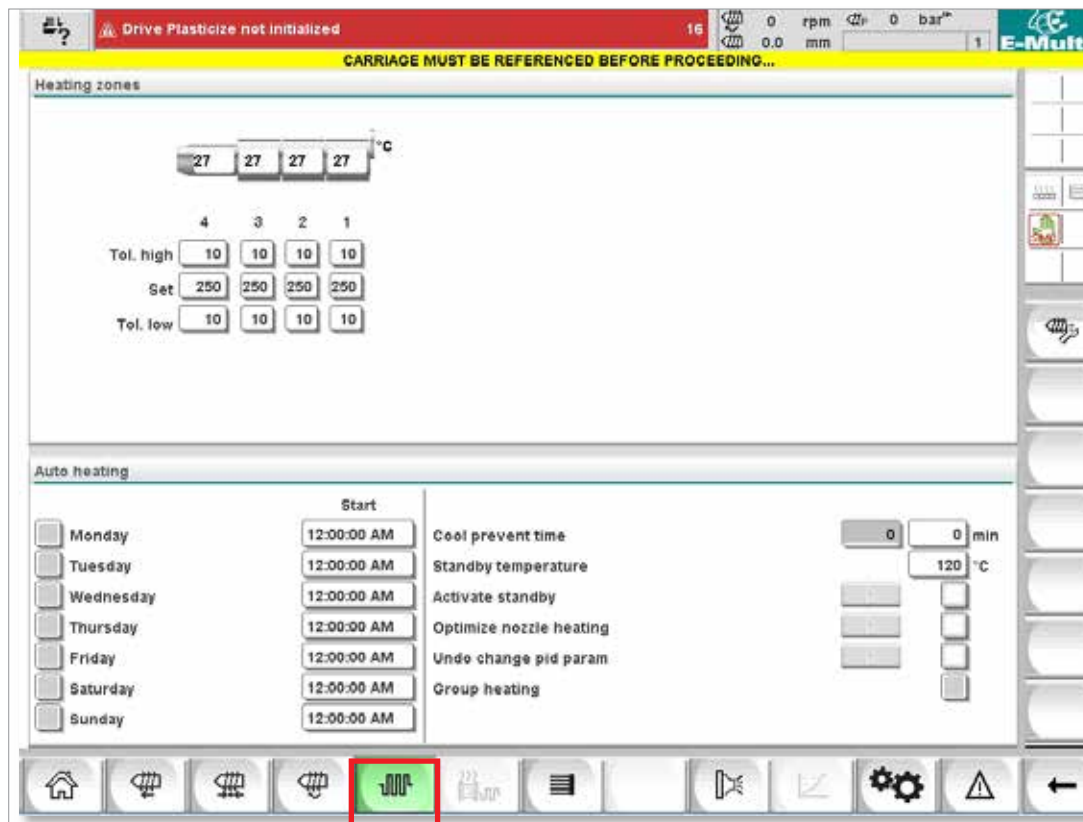 ? Drive Plasticize not initialized 16 0 rpm 0 bar
0.0 mm 1 E-Mult
CARRIAGE MUST BE REFERENCED BEFORE PROCEEDING...
Heating zones
27 27 27 27 °C
4 3 2 1
Tol. high 10 10 10 10
Set 250 250 250 250
Tol. low 10 10 10 10
Auto heating
Start
Monday 12:00:00 AM Cool prevent time 0 0 min
Tuesday 12:00:00 AM Standby temperature 120 °C
Wednesday 12:00:00 AM Activate standby
Thursday 12:00:00 AM Optimize nozzle heating
Friday 12:00:00 AM Undo change pid param
Saturday 12:00:00 AM Group heating
Sunday 12:00:00 AM